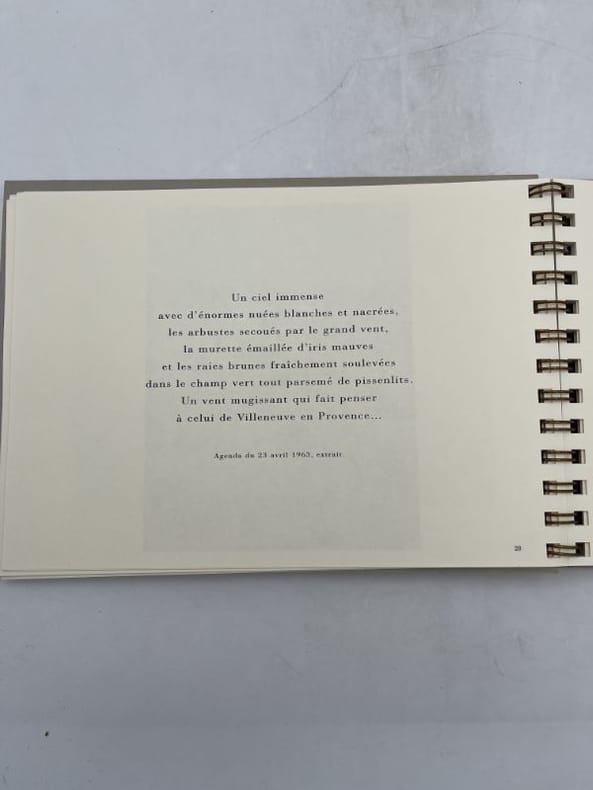 Un ciel immense
avec d'énormes nuées blanches et nacrées,
les arbustes secoués par le grand vent,
la murette émaillée d'iris mauves
et les raies brunes fraîchement soulevées
dans le champ vert tout parsemé de pissenlits.
Un vent mugissant qui fait penser
à celui de Villeneuve en Provence...
Agenda du 23 avril 1963, extrait.